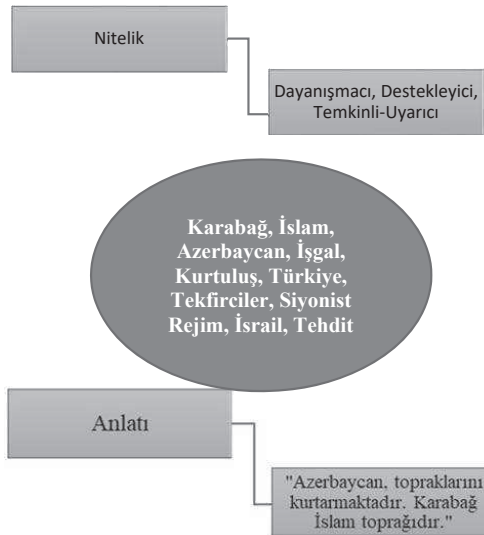 Nitelik
Dayanışmacı, Destekleyici,
Temkinli-Uyarıcı
Karabağ, İslam,
Azerbaycan, İşgal,
Kurtuluş, Türkiye,
Tekfirciler, Siyonist
Rejim, İsrail, Tehdit
Anlatı
"Azerbaycan, topraklarını
kurtarmaktadır. Karabağ
İslam toprağıdır."